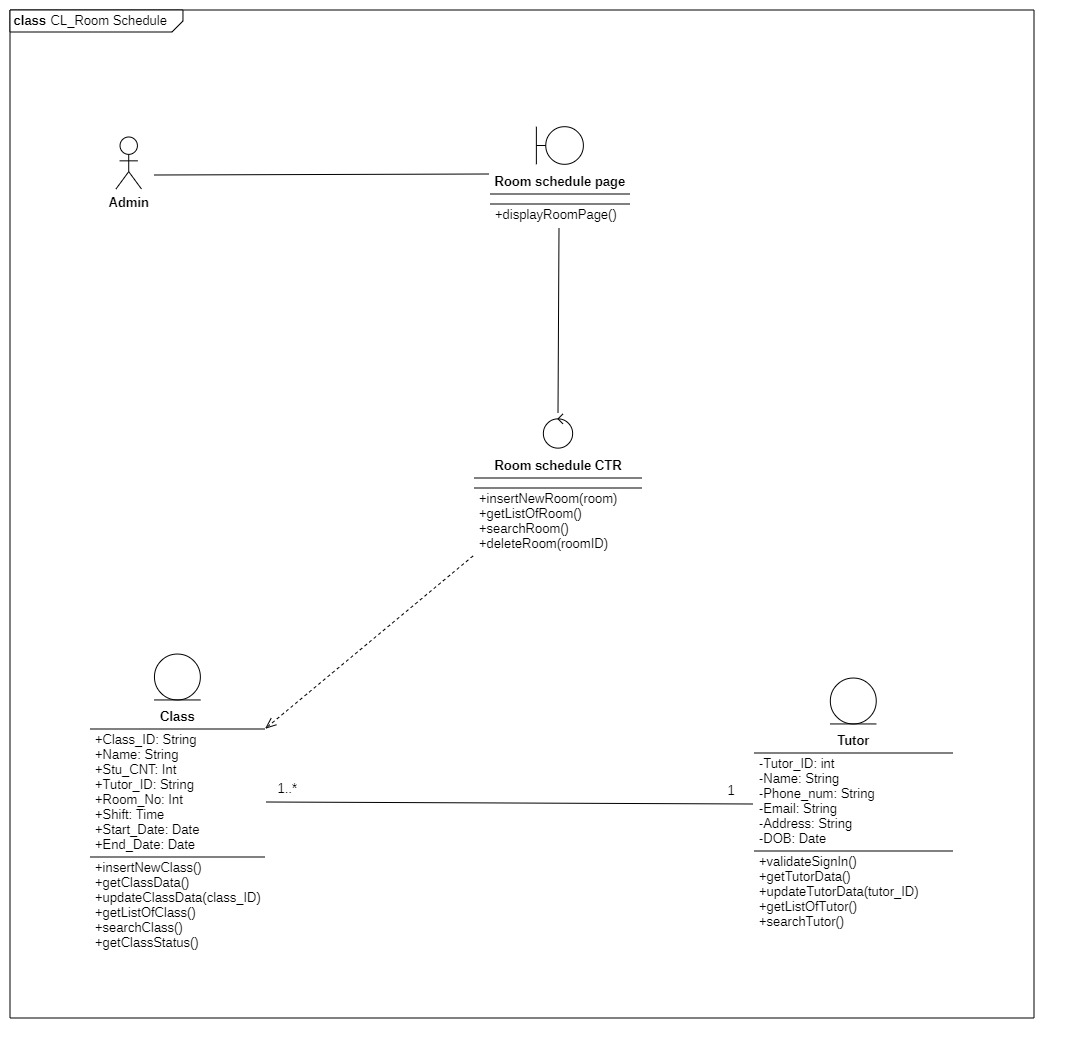 class CL_Room Schedule
Admin
Room schedule page
+displayRoomPage()
Room schedule CTR
+insertNewRoom(room)
+getListOfRoom()
+searchRoom()
+deleteRoom(roomID)
Class
+Class_ID: String
+Name: String
+Stu_CNT: Int
+Tutor_ID: String
+Room_No: Int
+Shift: Time
+Start_Date: Date
+End_Date: Date
+insertNewClass()
+getClassData()
+updateClassData(class_ID)
+getListOfClass()
+searchClass()
+getClassStatus()
1..*
1
Tutor
-Tutor_ID: int
-Name: String
-Phone_num: String
-Email: String
-Address: String
-DOB: Date
+validateSignIn()
+getTutorData()
+updateTutorData(tutor_ID)
+getListOfTutor()
+searchTutor()